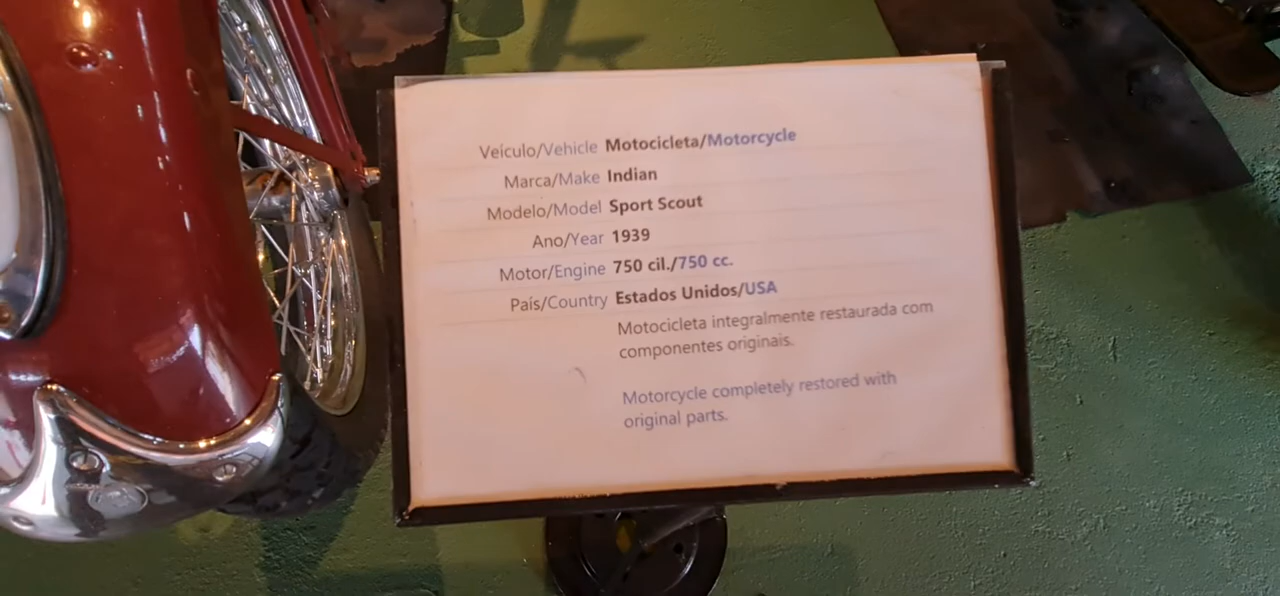 Veículo/Vehicle Motocicleta/Motorcycle
Marca/Make Indian
Modelo/Model Sport Scout
Ano/Year 1939
Motor/Engine 750 cil./750 cc.
País/Country Estados Unidos/USA
Motocicleta integralmente restaurada com
componentes originais.
Motorcycle completely restored with
original parts.